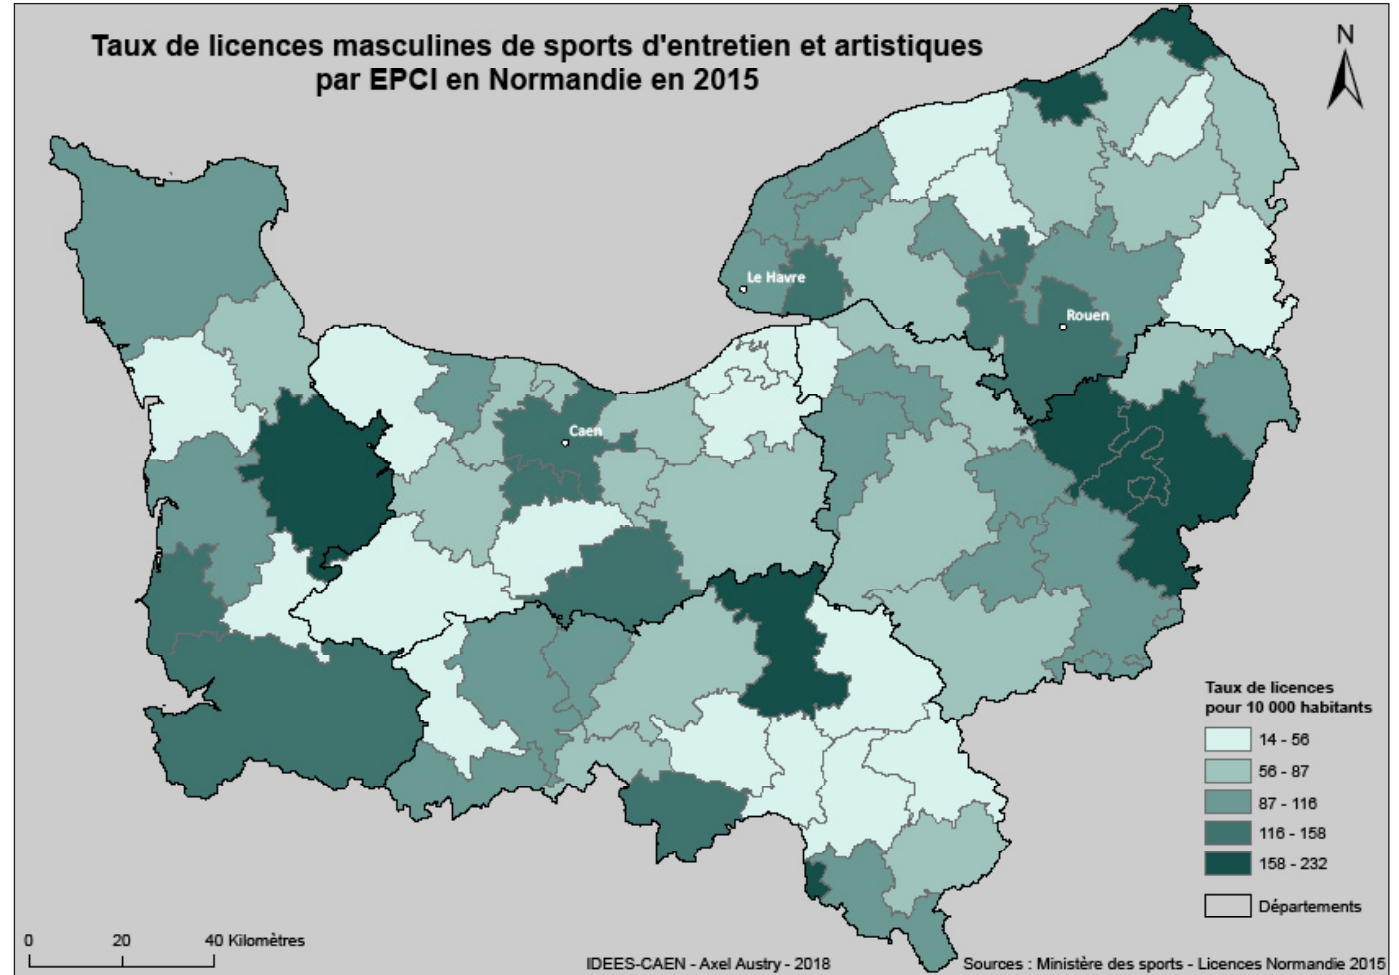 Taux de licences masculines de sports d'entretien et artistiques
par EPCI en Normandie en 2015
N
Le Havre
Rouen
Caen
Taux de licences
pour 10 000 habitants
14 - 56
56 - 87
87 - 116
116 - 158
158 - 232
Départements
0 20 40 Kilomètres
IDEES-CAEN - Axel Austry - 2018
Sources : Ministère des sports - Licences Normandie 2015